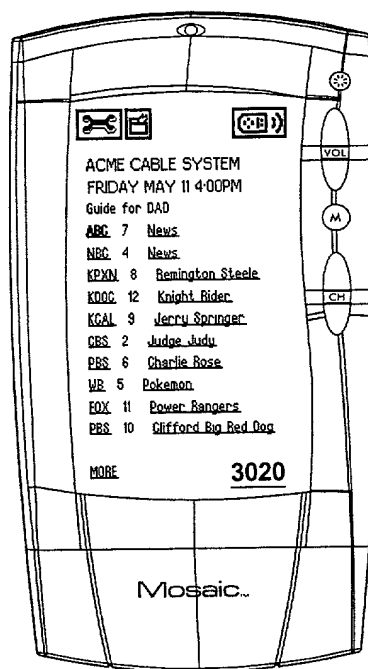 ACME CABLE SYSTEM
FRIDAY MAY 11 4:00PM
Guide for DAD
ABC 7 News
NBC 4 News
KPXN 8 Remington Steele
KDOC 12 Knight Rider
KCAL 9 Jerry Springer
CBS 2 Judge Judy
PBS 6 Charlie Rose
WB 5 Pokemon
FOX 11 Power Rangers
PBS 10 Clifford Big Red Dog
MORE 3020
VOL
M
CH
Mosaic™